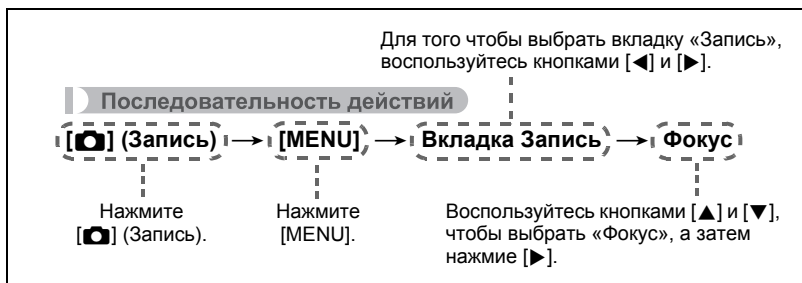 Для того чтобы выбрать вкладку «Запись»,
воспользуйтесь кнопками [◀] и [▶].
Последовательность действий
[📷] (Запись) → [MENU] → Вкладка Запись → Фокус
Нажмите
[📷] (Запись).
Нажмите
[MENU].
Воспользуйтесь кнопками [▲] и [▼],
чтобы выбрать «Фокус», а затем
нажмие [▶].